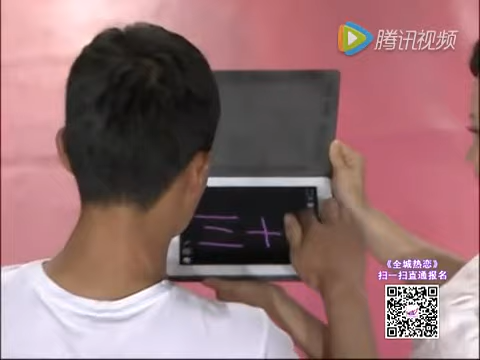 腾讯视频
三十
《全城热恋》
扫一扫直通报名